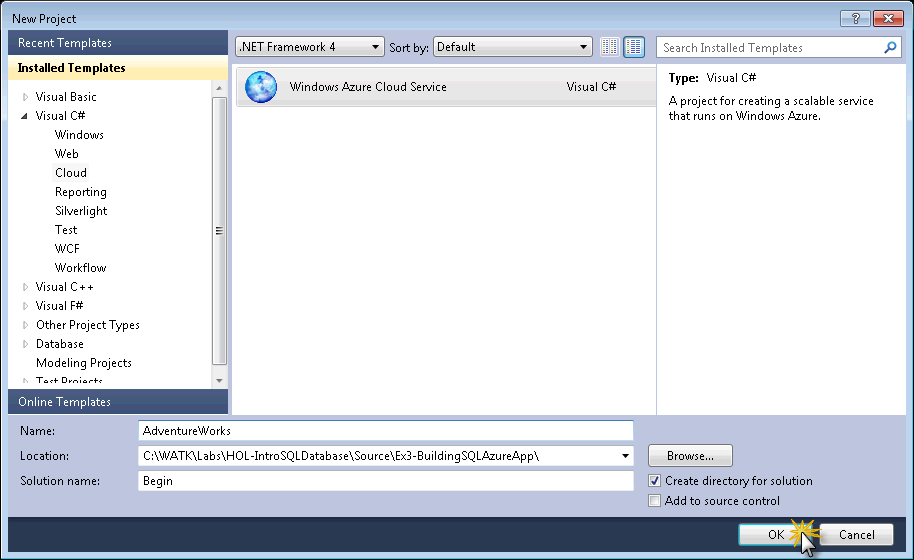 New Project
?
Recent Templates
.NET Framework 4
Sort by:
Default
Search Installed Templates
Installed Templates
Visual Basic
Visual C#
Windows
Web
Cloud
Reporting
Silverlight
Test
WCF
Workflow
Visual C++
Visual F#
Other Project Types
Database
Modeling Projects
Test Projects
Online Templates
Windows Azure Cloud Service Visual C#
Type: Visual C#
A project for creating a scalable service
that runs on Windows Azure.
Name: AdventureWorks
Location: C:\WATK\Labs\HOL-IntroSQLDatabase\Source\Ex3-BuildingSQLAzureApp\ Browse...
Solution name: Begin
Create directory for solution
Add to source control
OK Cancel